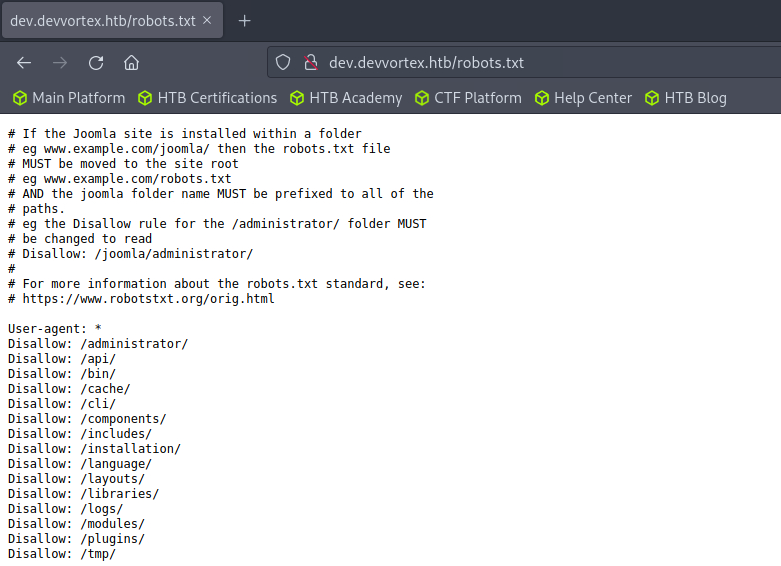 dev.devvortex.htb/robots.txt
dev.devvortex.htb/robots.txt
Main Platform HTB Certifications HTB Academy CTF Platform Help Center HTB Blog
# If the Joomla site is installed within a folder
# eg www.example.com/joomla/ then the robots.txt file
# MUST be moved to the site root
# eg www.example.com/robots.txt
# AND the joomla folder name MUST be prefixed to all of the
# paths.
# eg the Disallow rule for the /administrator/ folder MUST
# be changed to read
# Disallow: /joomla/administrator/
#
# For more information about the robots.txt standard, see:
# https://www.robotstxt.org/orig.html
User-agent: *
Disallow: /administrator/
Disallow: /api/
Disallow: /bin/
Disallow: /cache/
Disallow: /cli/
Disallow: /components/
Disallow: /includes/
Disallow: /installation/
Disallow: /language/
Disallow: /layouts/
Disallow: /libraries/
Disallow: /logs/
Disallow: /modules/
Disallow: /plugins/
Disallow: /tmp/